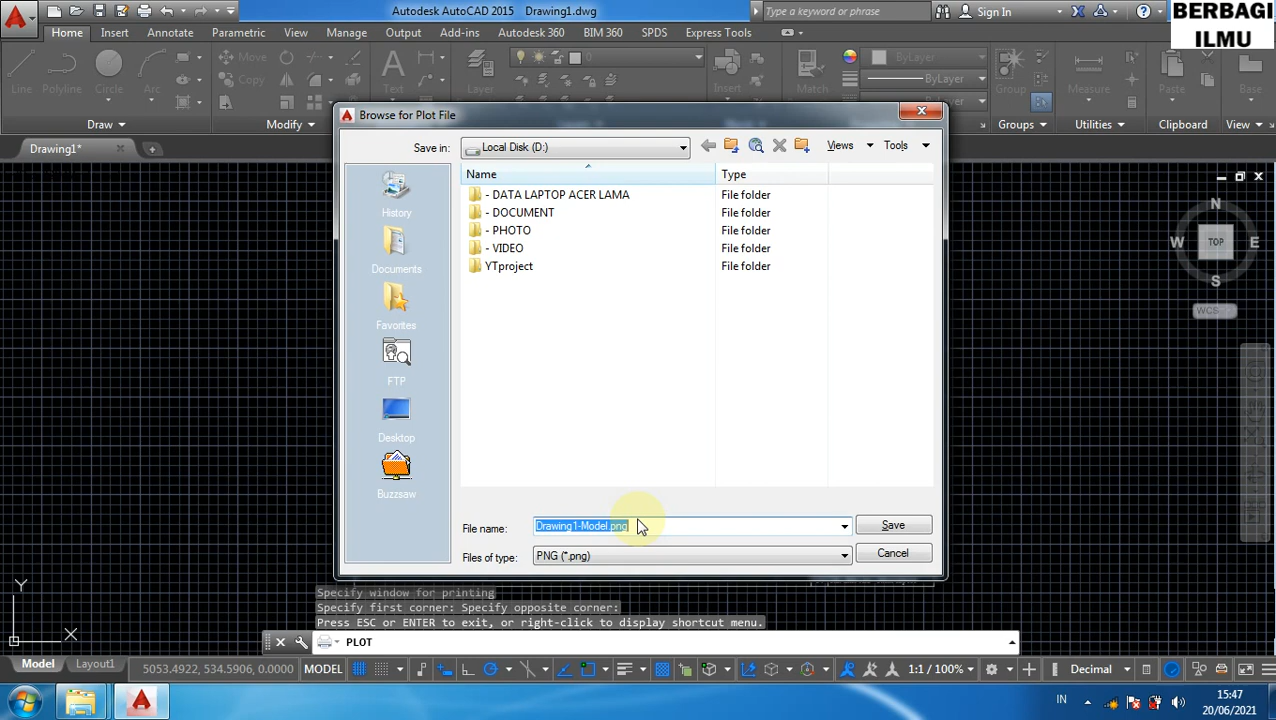 Autodesk AutoCAD 2015 Drawing1.dwg
Type a keyword or phrase
Sign In
BERBAGI
ILMU
Home Insert Annotate Parametric View Manage Output Add-ins Autodesk 360 BIM 360 SPDS Express Tools
Line Polyline Circle Arc
Move
Copy
Text
Layer
0
Insert
Match
ByLayer
ByLayer
Group
Measure
Paste
Base
Draw Modify
Groups Utilities Clipboard View
Drawing1*
Browse for Plot File
Save in: Local Disk (D:) Views Tools
Name Type
- DATA LAPTOP ACER LAMA File folder
- DOCUMENT File folder
- PHOTO File folder
- VIDEO File folder
YTproject File folder
History
Documents
Favorites
FTP
Desktop
Buzzsaw
File name: Drawing1-Model.png Save
Files of type: PNG (*.png) Cancel
N
W TOP E
S
WCS
Y
X
Specify window for printing
Specify first corner: Specify opposite corner:
Press ESC or ENTER to exit, or right-click to display shortcut menu.
PLOT
Model Layout1 5053.4922, 534.5906, 0.0000 MODEL 1:1 / 100% Decimal
IN
15:47
20/06/2021